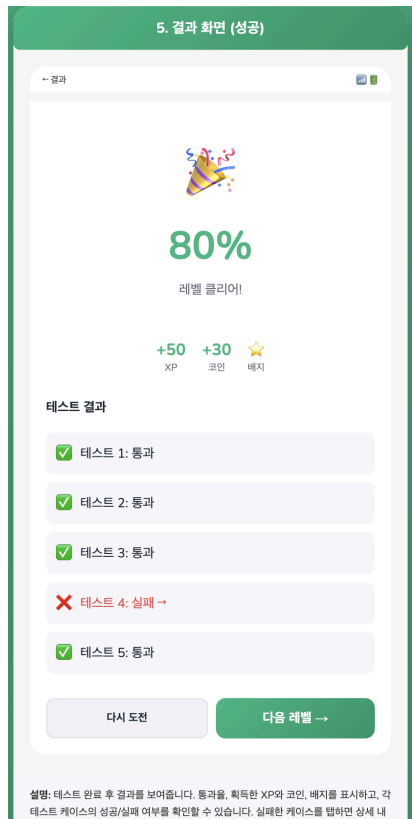 5. 결과 화면 (성공)
←결과
80%
레벨 클리어!
+50 +30
XP 코인 배지
테스트 결과
테스트 1: 통과
테스트 2: 통과
테스트 3: 통과
테스트 4: 실패→
테스트 5: 통과
다시 도전 다음 레벨 →
설명: 테스트 완료 후 결과를 보여줍니다. 통과율, 획득한 XP와 코인, 배지를 표시하고, 각
테스트 케이스의 성공/실패 여부를 확인할 수 있습니다. 실패한 케이스를 탭하면 상세 내